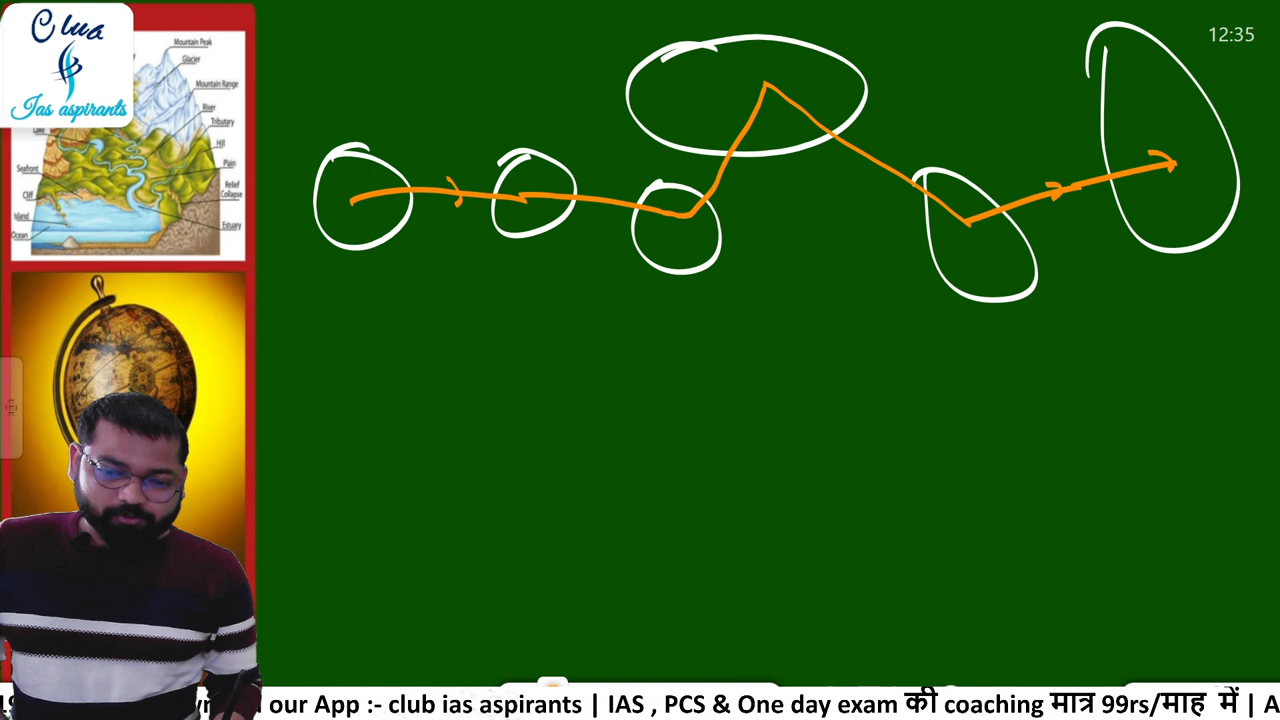 Clua
Ias aspirants
12:35
Mountain Peak
Glacier
Mountain Range
River
Tributary
Hill
Plain
Relief
Collapse
Estuary
Lake
Seafront
Cliff
Island
Ocean
our App :- club ias aspirants | IAS , PCS & One day exam की coaching मात्र 99rs/माह में | A